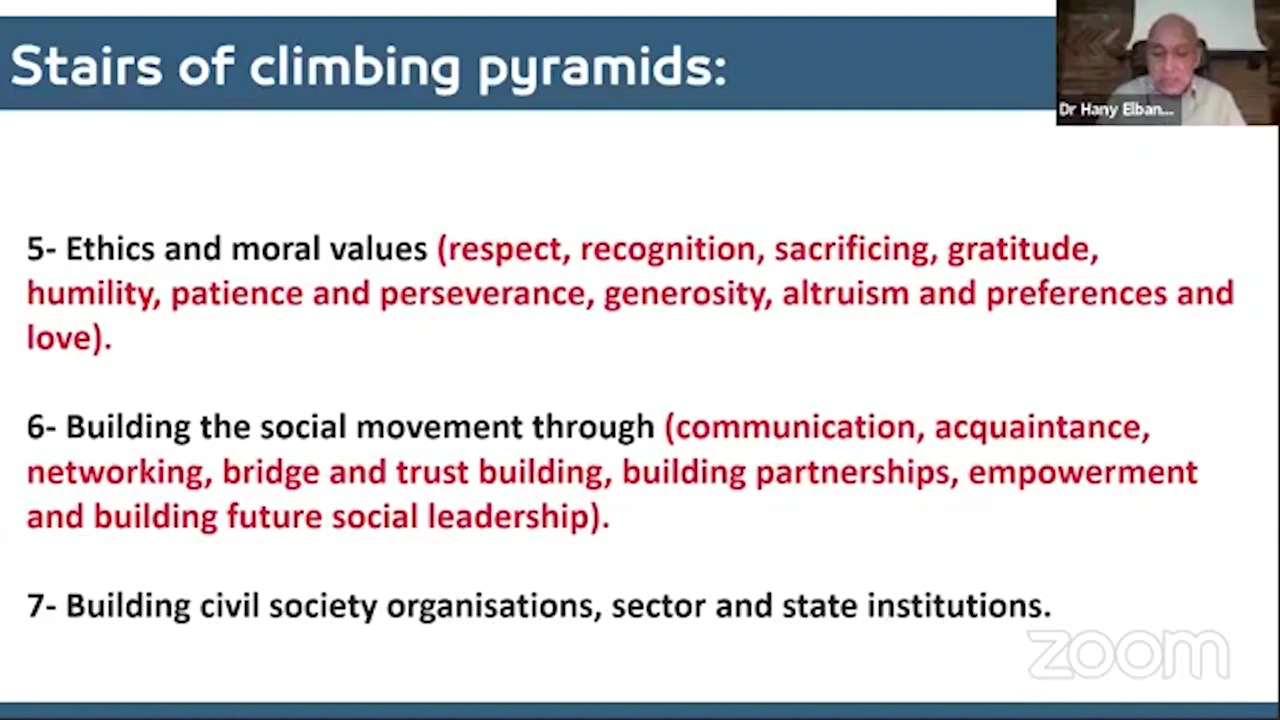 Stairs of climbing pyramids:
Dr Hany Elban...
5- Ethics and moral values (respect, recognition, sacrificing, gratitude,
humility, patience and perseverance, generosity, altruism and preferences and
love).
6- Building the social movement through (communication, acquaintance,
networking, bridge and trust building, building partnerships, empowerment
and building future social leadership).
7- Building civil society organisations, sector and state institutions.
zoom